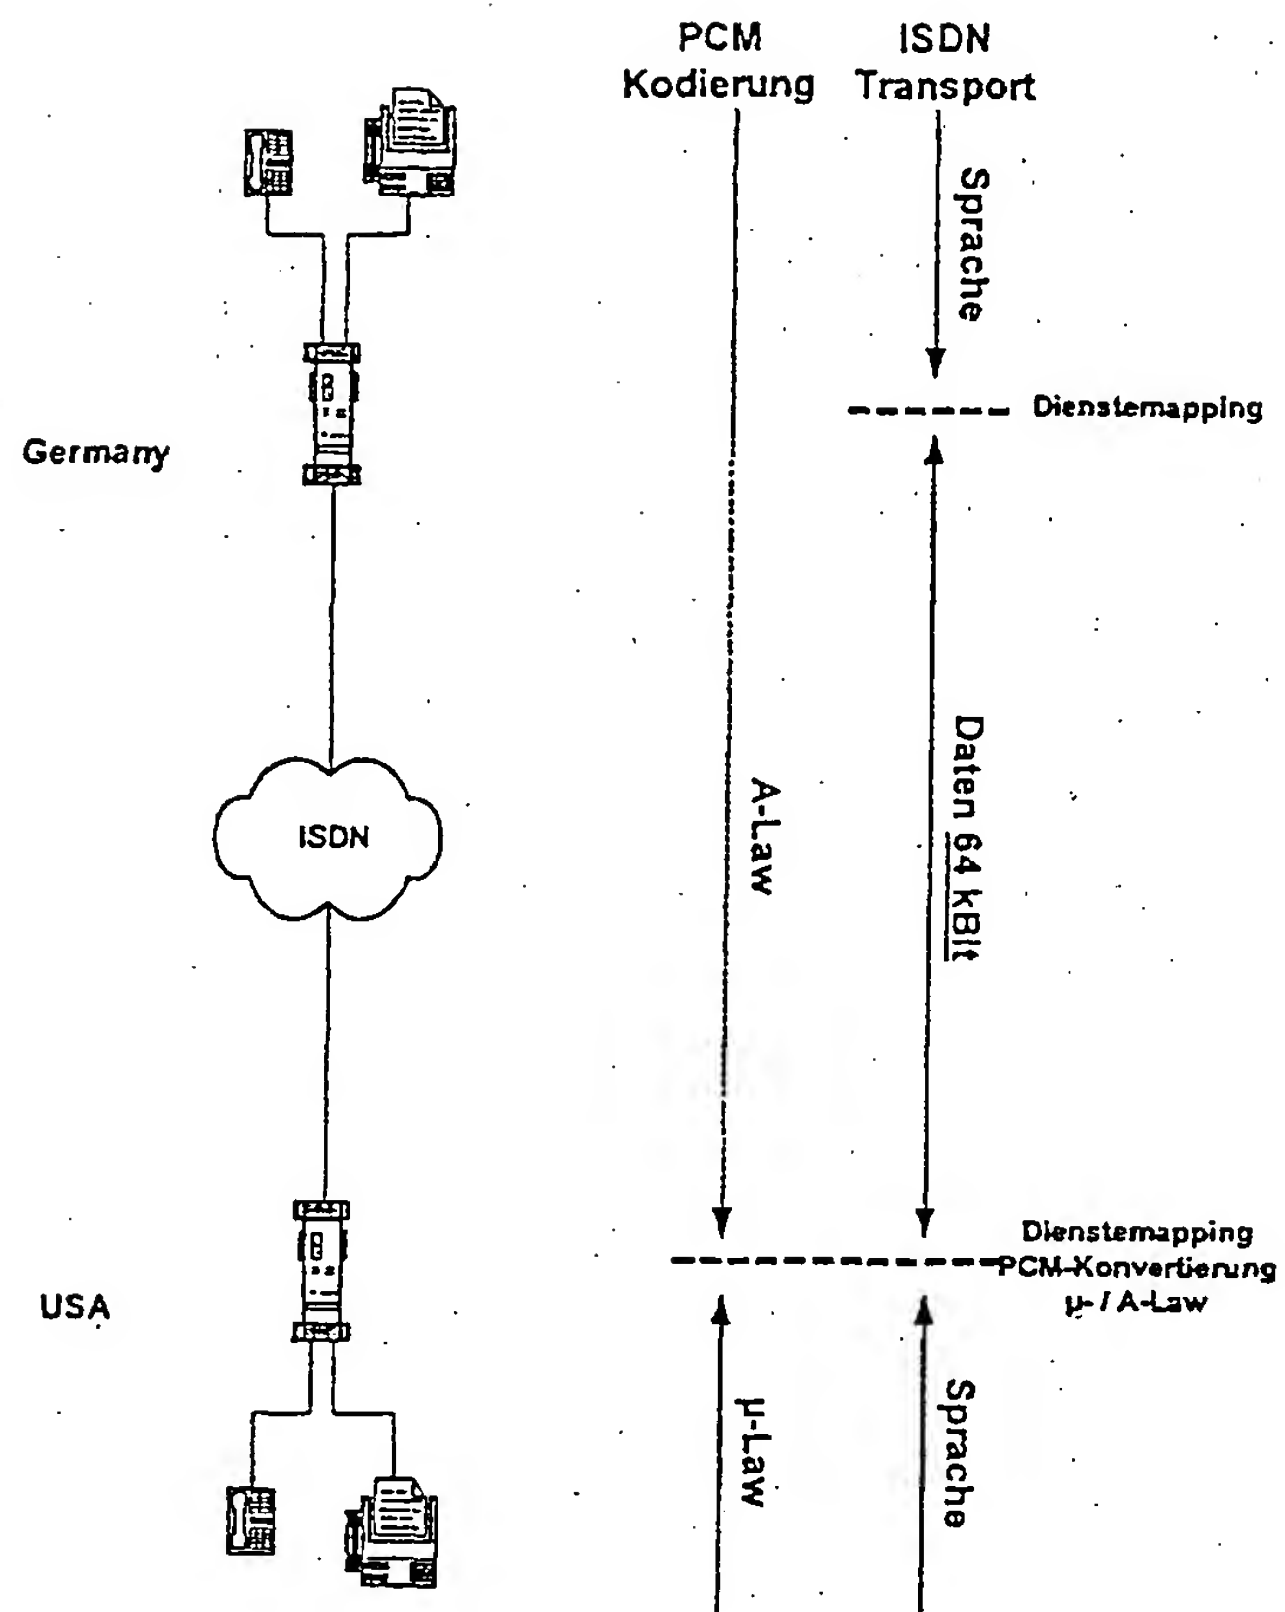 PCM
Kodierung
ISDN
Transport
Sprache
Dienstemapping
Germany
Daten 64 kBit
A-Law
ISDN
Dienstemapping
PCM-Konvertierung
µ- / A-Law
USA
µ-Law
Sprache